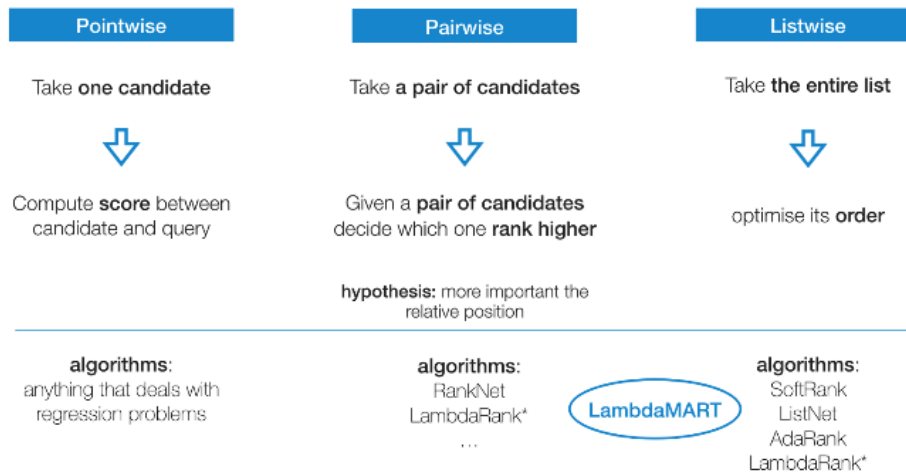 Pointwise
Take one candidate
Compute score between
candidate and query
algorithms:
anything that deals with
regression problems
Pairwise
Take a pair of candidates
Given a pair of candidates
decide which one rank higher
hypothesis: more important the
relative position
algorithms:
RankNet
LambdaRank*
...
LambdaMART
Listwise
Take the entire list
optimise its order
algorithms:
SoftRank
ListNet
AdaRank
LambdaRank*